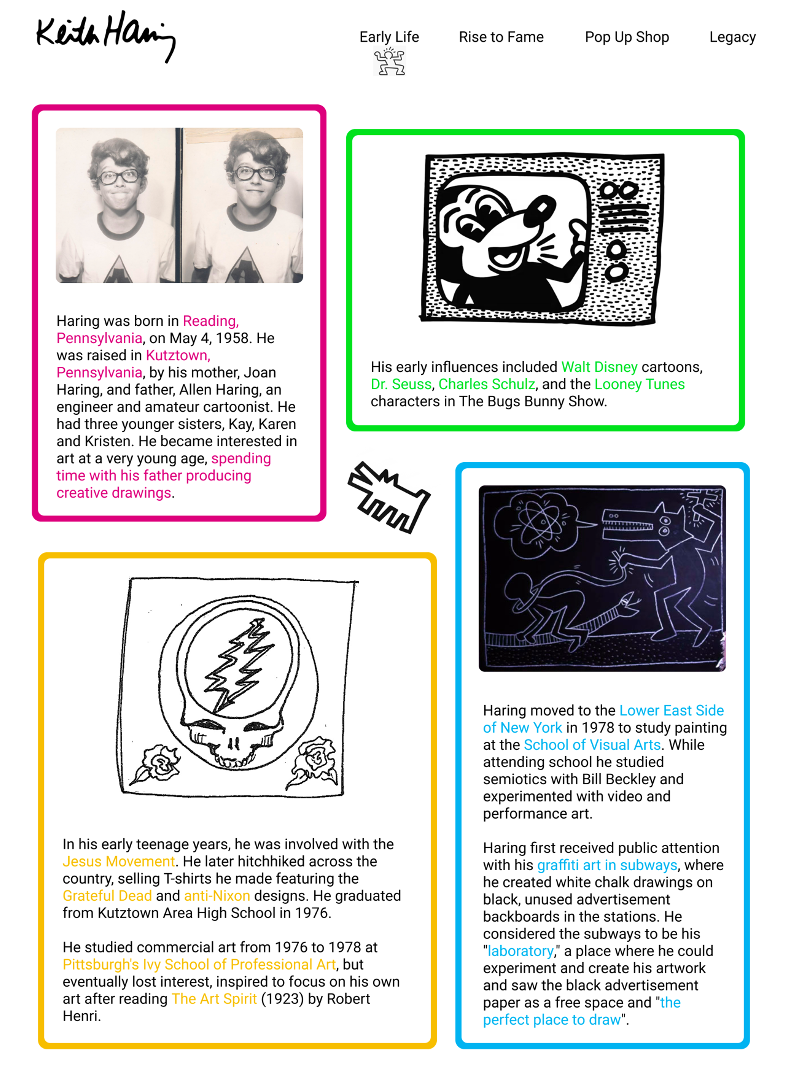 Keith Haring
Early Life
Rise to Fame
Pop Up Shop
Legacy
Haring was born in Reading,
Pennsylvania, on May 4, 1958. He
was raised in Kutztown,
Pennsylvania, by his mother, Joan
Haring, and father, Allen Haring, an
engineer and amateur cartoonist. He
had three younger sisters, Kay, Karen
and Kristen. He became interested in
art at a very young age, spending
time with his father producing
creative drawings.
His early influences included Walt Disney cartoons,
Dr. Seuss, Charles Schulz, and the Looney Tunes
characters in The Bugs Bunny Show.
In his early teenage years, he was involved with the
Jesus Movement. He later hitchhiked across the
country, selling T-shirts he made featuring the
Grateful Dead and anti-Nixon designs. He graduated
from Kutztown Area High School in 1976.
He studied commercial art from 1976 to 1978 at
Pittsburgh's Ivy School of Professional Art, but
eventually lost interest, inspired to focus on his own
art after reading The Art Spirit (1923) by Robert
Henri.
Haring moved to the Lower East Side
of New York in 1978 to study painting
at the School of Visual Arts. While
attending school he studied
semiotics with Bill Beckley and
experimented with video and
performance art.
Haring first received public attention
with his graffiti art in subways, where
he created white chalk drawings on
black, unused advertisement
backboards in the stations. He
considered the subways to be his
"laboratory," a place where he could
experiment and create his artwork
and saw the black advertisement
paper as a free space and "the
perfect place to draw".